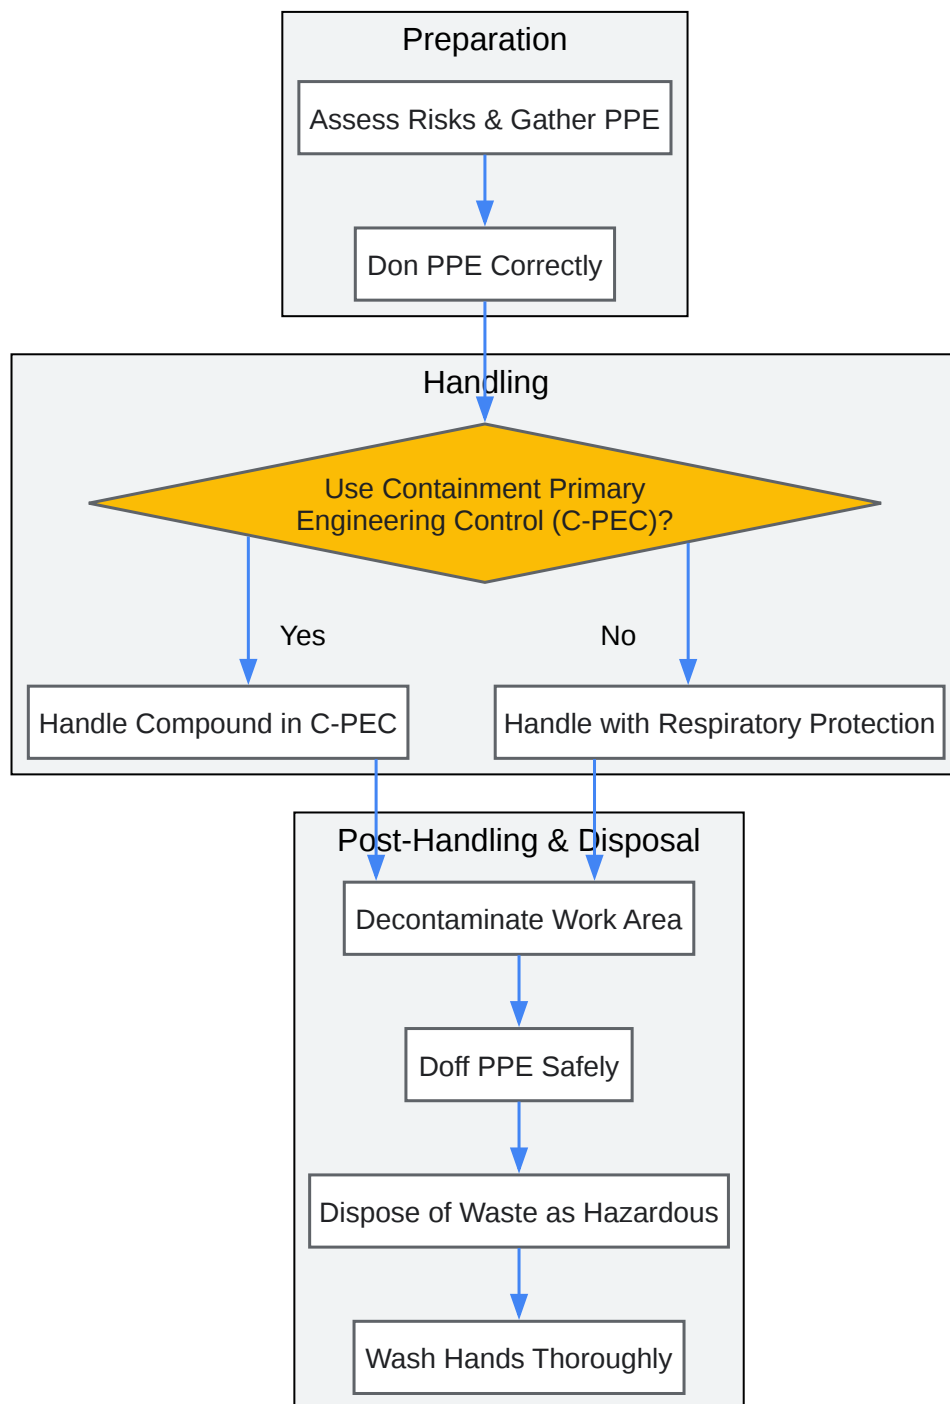 Preparation
Assess Risks & Gather PPE
Don PPE Correctly
Handling
Use Containment Primary
Engineering Control (C-PEC)?
Yes
No
Handle Compound in C-PEC
Handle with Respiratory Protection
Post-Handling & Disposal
Decontaminate Work Area
Doff PPE Safely
Dispose of Waste as Hazardous
Wash Hands Thoroughly